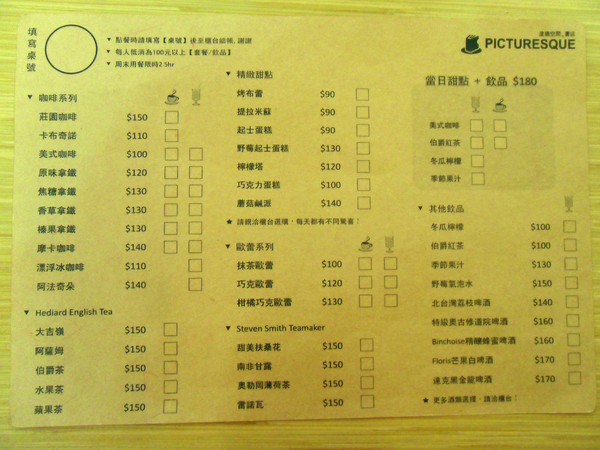 填寫桌號
▼ 點餐時請填寫【桌號】後至櫃台結帳,謝謝
▼ 每人低消為100元以上【套餐/飲品】
▼ 周末用餐限時2.5hr
PICTURESQUE
▼ 咖啡系列
莊園咖啡 $150
卡布奇諾 $110
美式咖啡 $100
原味拿鐵 $120
焦糖拿鐵 $130
香草拿鐵 $130
榛果拿鐵 $130
摩卡咖啡 $140
漂浮冰咖啡 $110
阿法奇朵 $140
▼ Hediard English Tea
大吉嶺 $150
阿薩姆 $150
伯爵茶 $150
水果茶 $150
蘋果茶 $150
▼ 精緻甜點
烤布蕾 $90
提拉米蘇 $90
起士蛋糕 $90
野莓起士蛋糕 $130
檸檬塔 $120
巧克力蛋糕 $100
蘑菇鹹派 $140
★ 請親洽櫃台選購,每天都有不同驚喜!
▼ 歐蕾系列
抹茶歐蕾 $100
巧克歐蕾 $120
柑橘巧克歐蕾 $130
▼ Steven Smith Teamaker
甜美扶桑花 $150
南非甘露 $150
奧勒岡薄荷茶 $150
雷諾瓦 $150
當日甜點 + 飲品 $180
美式咖啡
伯爵紅茶
冬瓜檸檬
季節果汁
▼ 其他飲品
冬瓜檸檬 $100
伯爵紅茶 $100
季節果汁 $130
野莓氣泡水 $150
北台灣荔枝啤酒 $140
特級奧古修道院啤酒 $160
Binchoise精釀蜂蜜啤酒 $160
Floris芒果白啤酒 $170
達克黑金龍啤酒 $170
★ 更多酒類選擇,請洽櫃台!